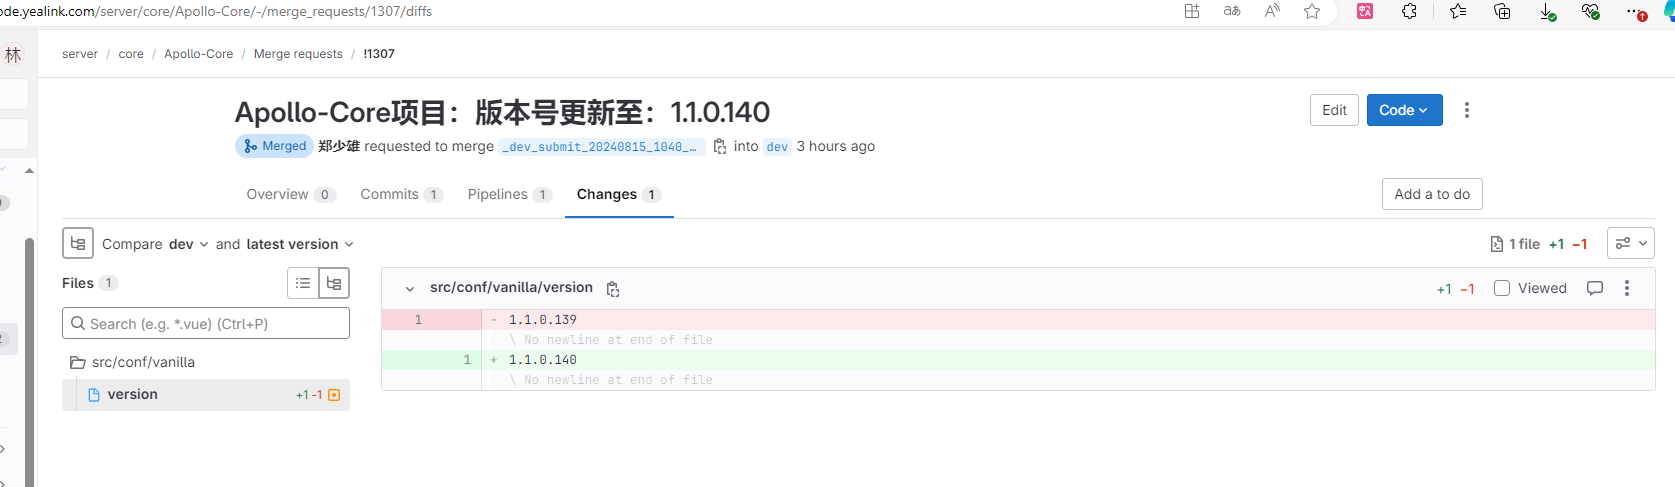 ode.yealink.com/server/core/Apollo-Core/-/merge_requests/1307/diffs
林
server / core / Apollo-Core / Merge requests / !1307
Apollo-Core项目：版本号更新至：1.1.0.140
Edit
Code
Merged 郑少雄 requested to merge _dev_submit_20240815_1040_… into dev 3 hours ago
Overview 0 Commits 1 Pipelines 1 Changes 1
Add a to do
Compare dev and latest version
1 file +1 −1
Files 1
src/conf/vanilla/version
+1 −1 Viewed
Search (e.g. *.vue) (Ctrl+P)
1 - 1.1.0.139
\ No newline at end of file
src/conf/vanilla
1 + 1.1.0.140
\ No newline at end of file
version +1 -1